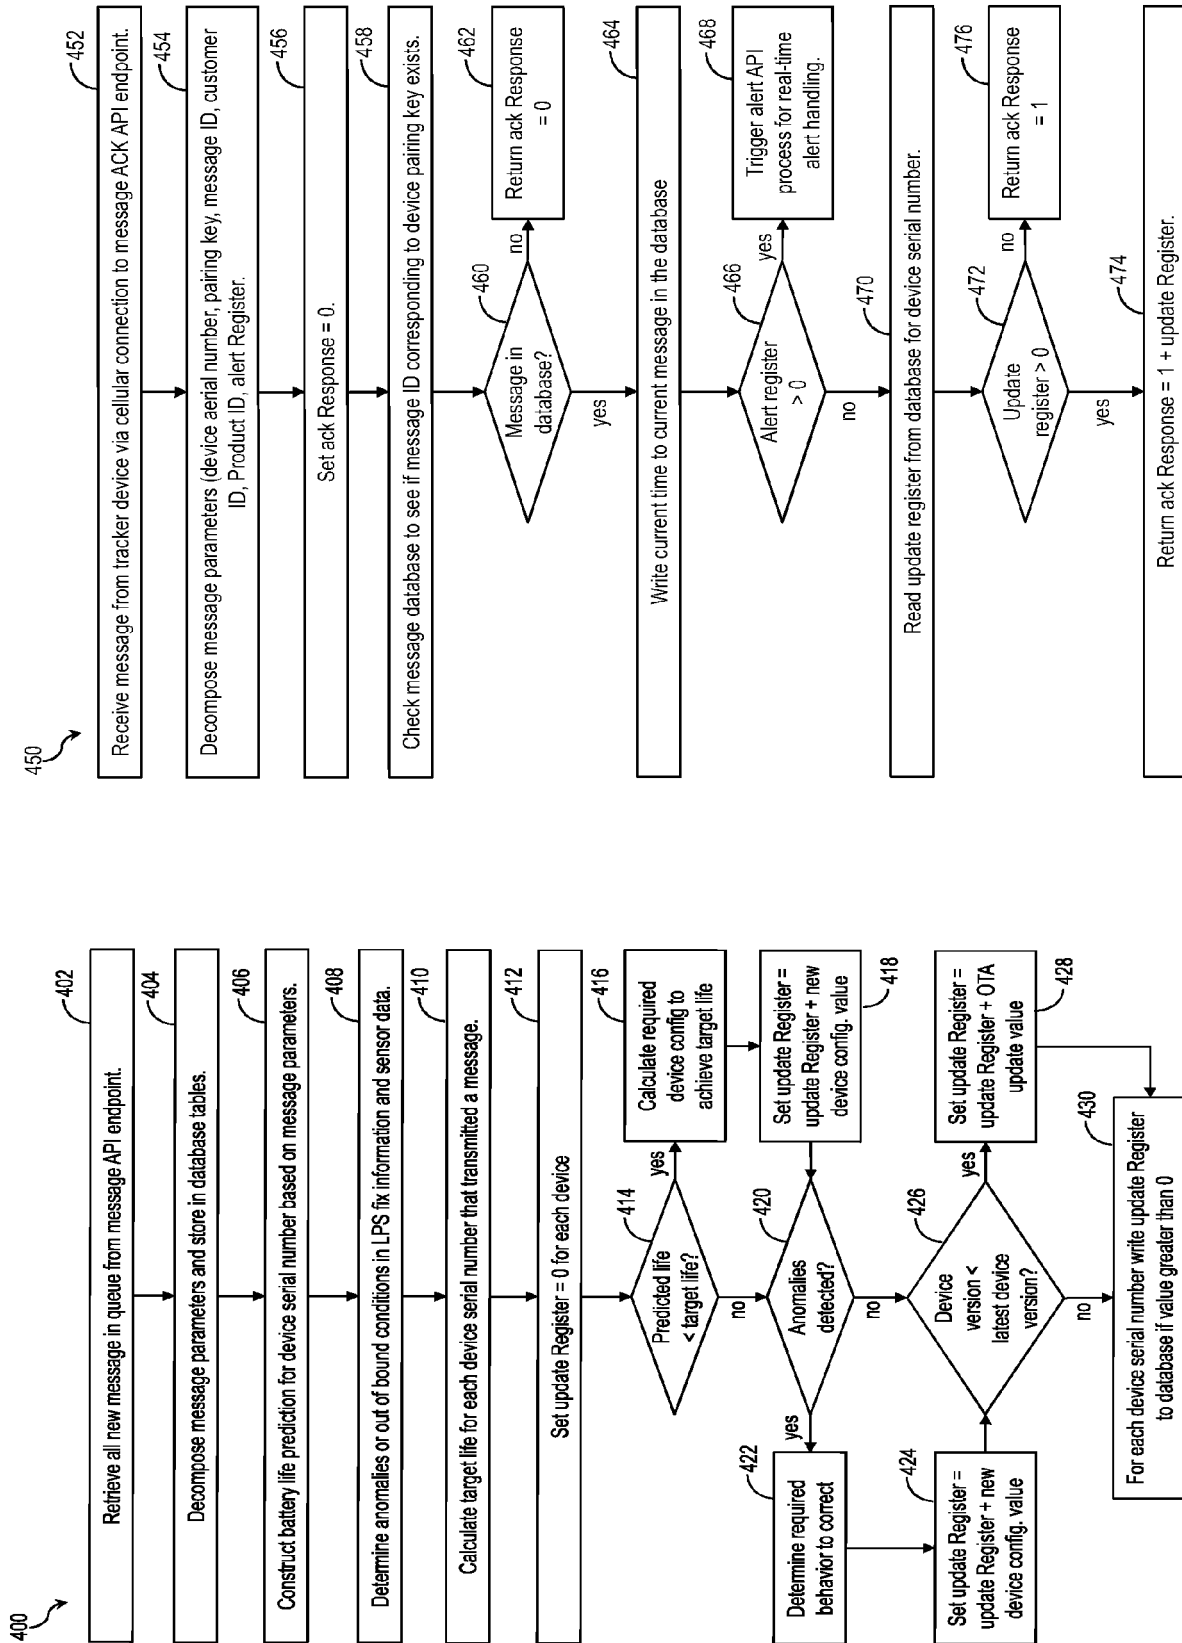 400
402
Retrieve all new message in queue from message API endpoint.
404
Decompose message parameters and store in database tables.
406
Construct battery life prediction for device serial number based on message parameters.
408
Determine anomalies or out of bound conditions in LPS fix information and sensor data.
410
Calculate target life for each device serial number that transmitted a message.
412
Set update Register = 0 for each device
414
Predicted life
< target life?
yes
no
416
Calculate required
device config to
achieve target life
Set update Register =
update Register + new
device config. value
418
420
Anomalies
detected?
yes
no
422
Determine required
behavior to correct
424
Set update Register =
update Register + new
device config. value
426
Device
version <
latest device
version?
yes
no
Set update Register =
update Register + OTA
update value
428
430
For each device serial number write update Register
to database if value greater than 0
450
452
Receive message from tracker device via cellular connection to message ACK API endpoint.
454
Decompose message parameters (device aerial number, pairing key, message ID, customer
ID, Product ID, alert Register.
456
Set ack Response = 0.
458
Check message database to see if message ID corresponding to device pairing key exists.
460
Message in
database?
no
yes
462
Return ack Response
= 0
464
Write current time to current message in the database
466
Alert register
> 0
yes
no
468
Trigger alert API
process for real-time
alert handling.
470
Read update register from database for device serial number.
472
Update
register > 0
no
yes
476
Return ack Response
= 1
474
Return ack Response = 1 + update Register.